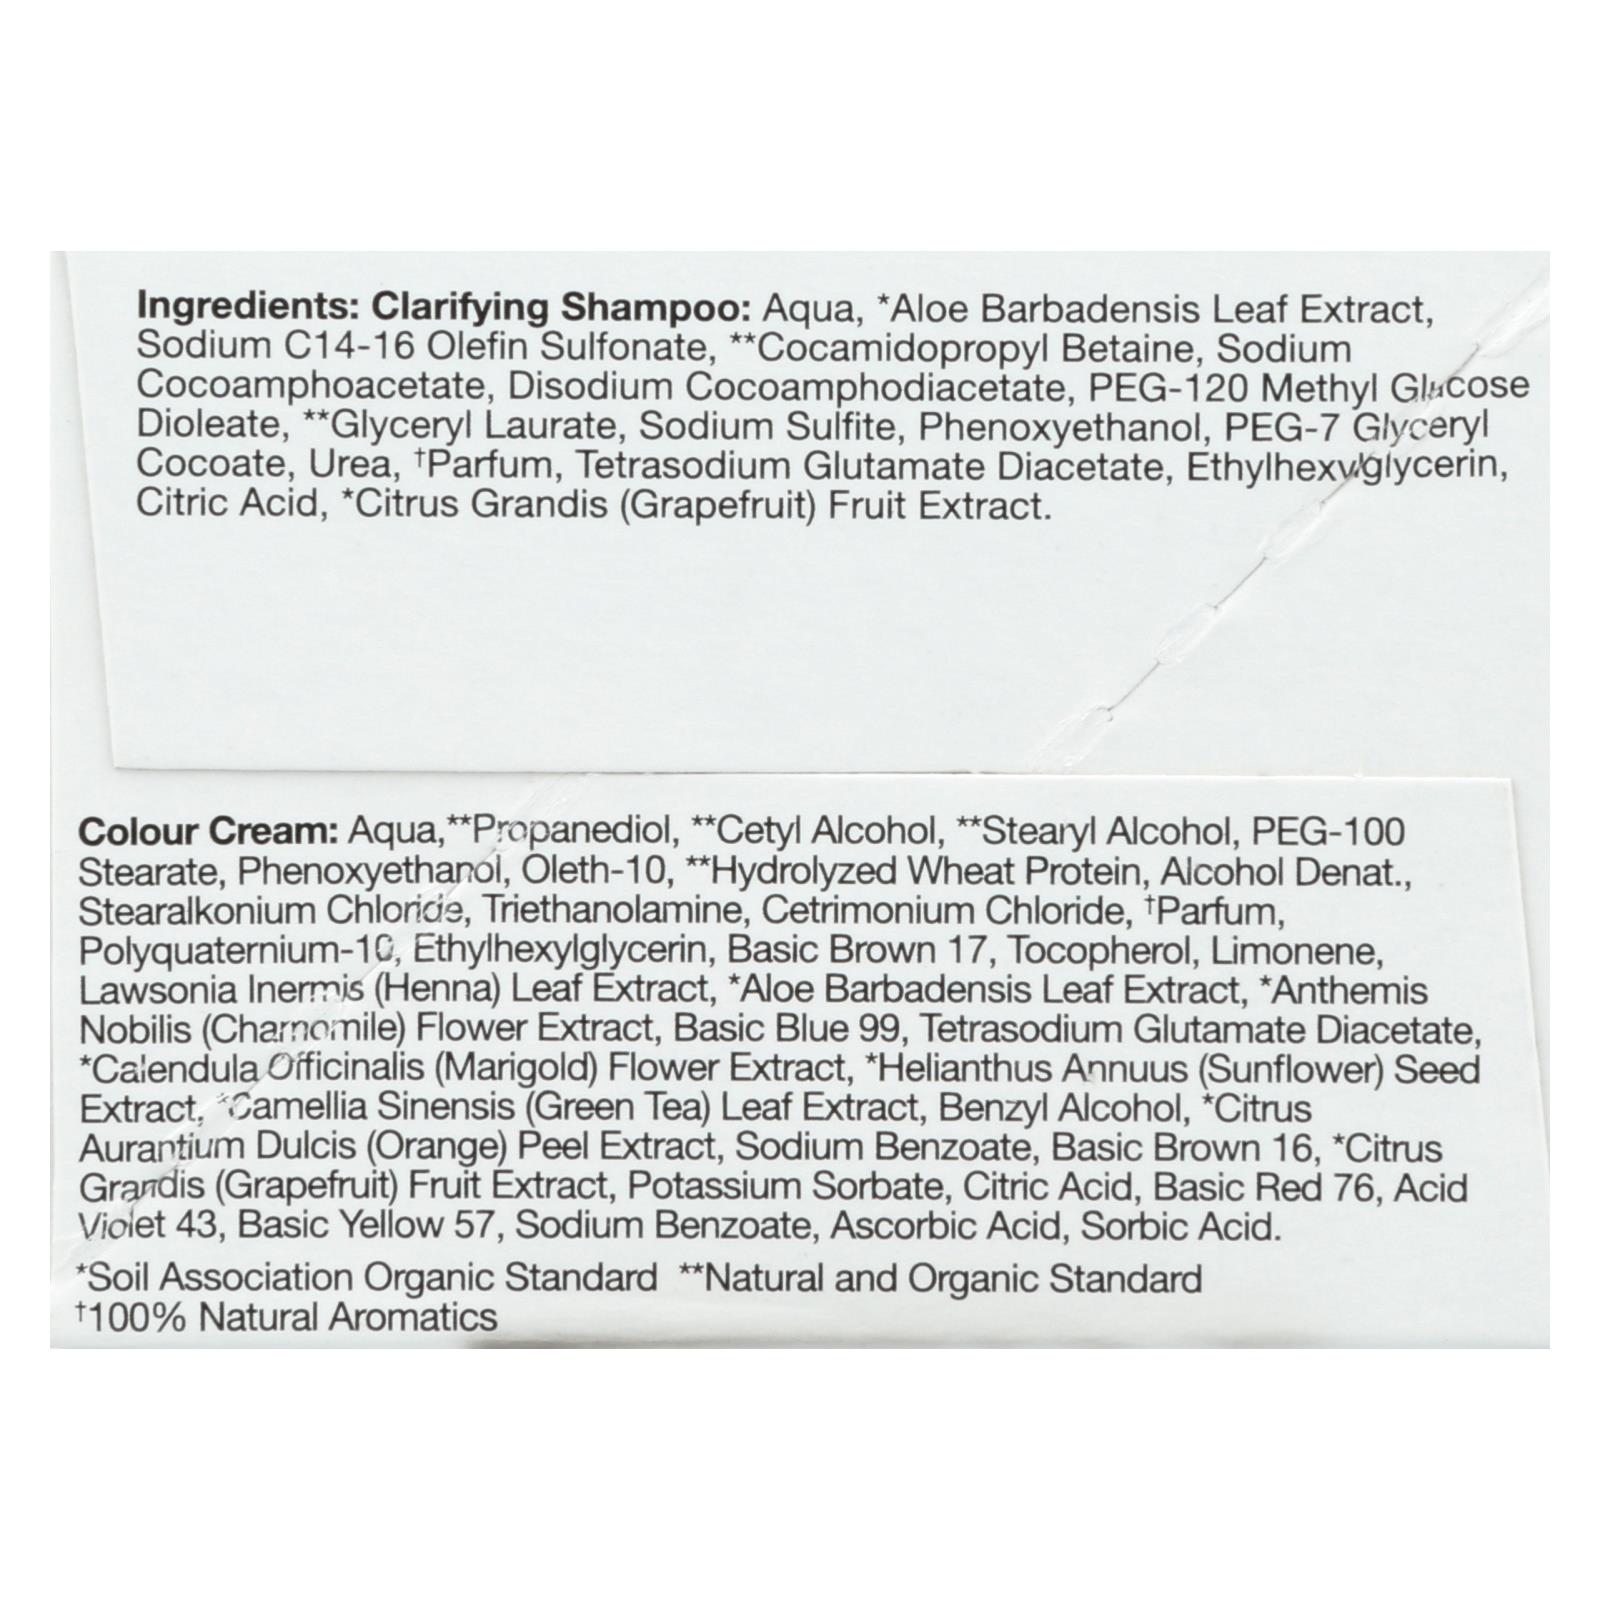 Ingredients: Clarifying Shampoo: Aqua, *Aloe Barbadensis Leaf Extract,
Sodium C14-16 Olefin Sulfonate, **Cocamidopropyl Betaine, Sodium
Cocoamphoacetate, Disodium Cocoamphodiacetate, PEG-120 Methyl Glucose
Dioleate, **Glyceryl Laurate, Sodium Sulfite, Phenoxyethanol, PEG-7 Glyceryl
Cocoate, Urea, †Parfum, Tetrasodium Glutamate Diacetate, Ethylhexylglycerin,
Citric Acid, *Citrus Grandis (Grapefruit) Fruit Extract.
Colour Cream: Aqua,**Propanediol, **Cetyl Alcohol, **Stearyl Alcohol, PEG-100
Stearate, Phenoxyethanol, Oleth-10, **Hydrolyzed Wheat Protein, Alcohol Denat.,
Stearalkonium Chloride, Triethanolamine, Cetrimonium Chloride, †Parfum,
Polyquaternium-10, Ethylhexylglycerin, Basic Brown 17, Tocopherol, Limonene,
Lawsonia Inermis (Henna) Leaf Extract, *Aloe Barbadensis Leaf Extract, *Anthemis
Nobilis (Chamomile) Flower Extract, Basic Blue 99, Tetrasodium Glutamate Diacetate,
*Calendula Officinalis (Marigold) Flower Extract, *Helianthus Annuus (Sunflower) Seed
Extract, *Camellia Sinensis (Green Tea) Leaf Extract, Benzyl Alcohol, *Citrus
Aurantium Dulcis (Orange) Peel Extract, Sodium Benzoate, Basic Brown 16, *Citrus
Grandis (Grapefruit) Fruit Extract, Potassium Sorbate, Citric Acid, Basic Red 76, Acid
Violet 43, Basic Yellow 57, Sodium Benzoate, Ascorbic Acid, Sorbic Acid.
*Soil Association Organic Standard **Natural and Organic Standard
†100% Natural Aromatics